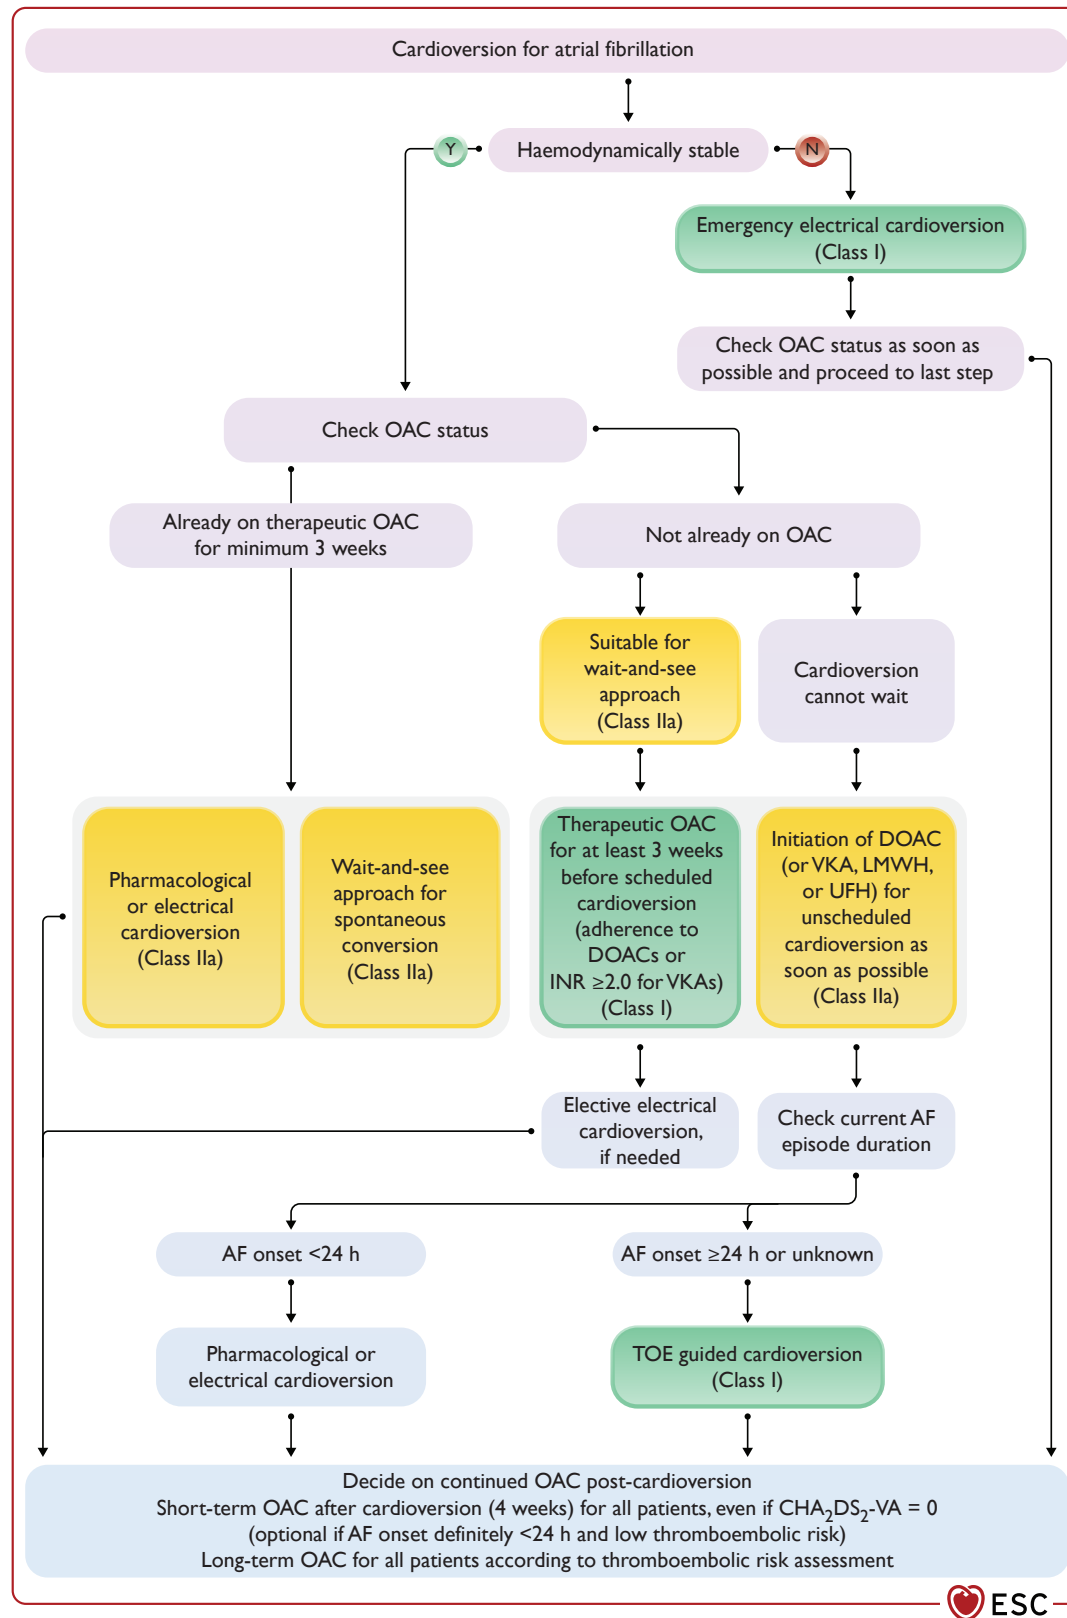 Cardioversion for atrial fibrillation
Haemodynamically stable
Y
N
Emergency electrical cardioversion
(Class I)
Check OAC status as soon as
possible and proceed to last step
Check OAC status
Already on therapeutic OAC
for minimum 3 weeks
Not already on OAC
Suitable for
wait-and-see
approach
(Class IIa)
Cardioversion
cannot wait
Pharmacological
or electrical
cardioversion
(Class IIa)
Wait-and-see
approach for
spontaneous
conversion
(Class IIa)
Therapeutic OAC
for at least 3 weeks
before scheduled
cardioversion
(adherence to
DOACs or
INR ≥2.0 for VKAs)
(Class I)
Initiation of DOAC
(or VKA, LMWH,
or UFH) for
unscheduled
cardioversion as
soon as possible
(Class IIa)
Elective electrical
cardioversion,
if needed
Check current AF
episode duration
AF onset <24 h
AF onset ≥24 h or unknown
Pharmacological or
electrical cardioversion
TOE guided cardioversion
(Class I)
Decide on continued OAC post-cardioversion
Short-term OAC after cardioversion (4 weeks) for all patients, even if CHA₂DS₂-VA = 0
(optional if AF onset definitely <24 h and low thromboembolic risk)
Long-term OAC for all patients according to thromboembolic risk assessment
ESC